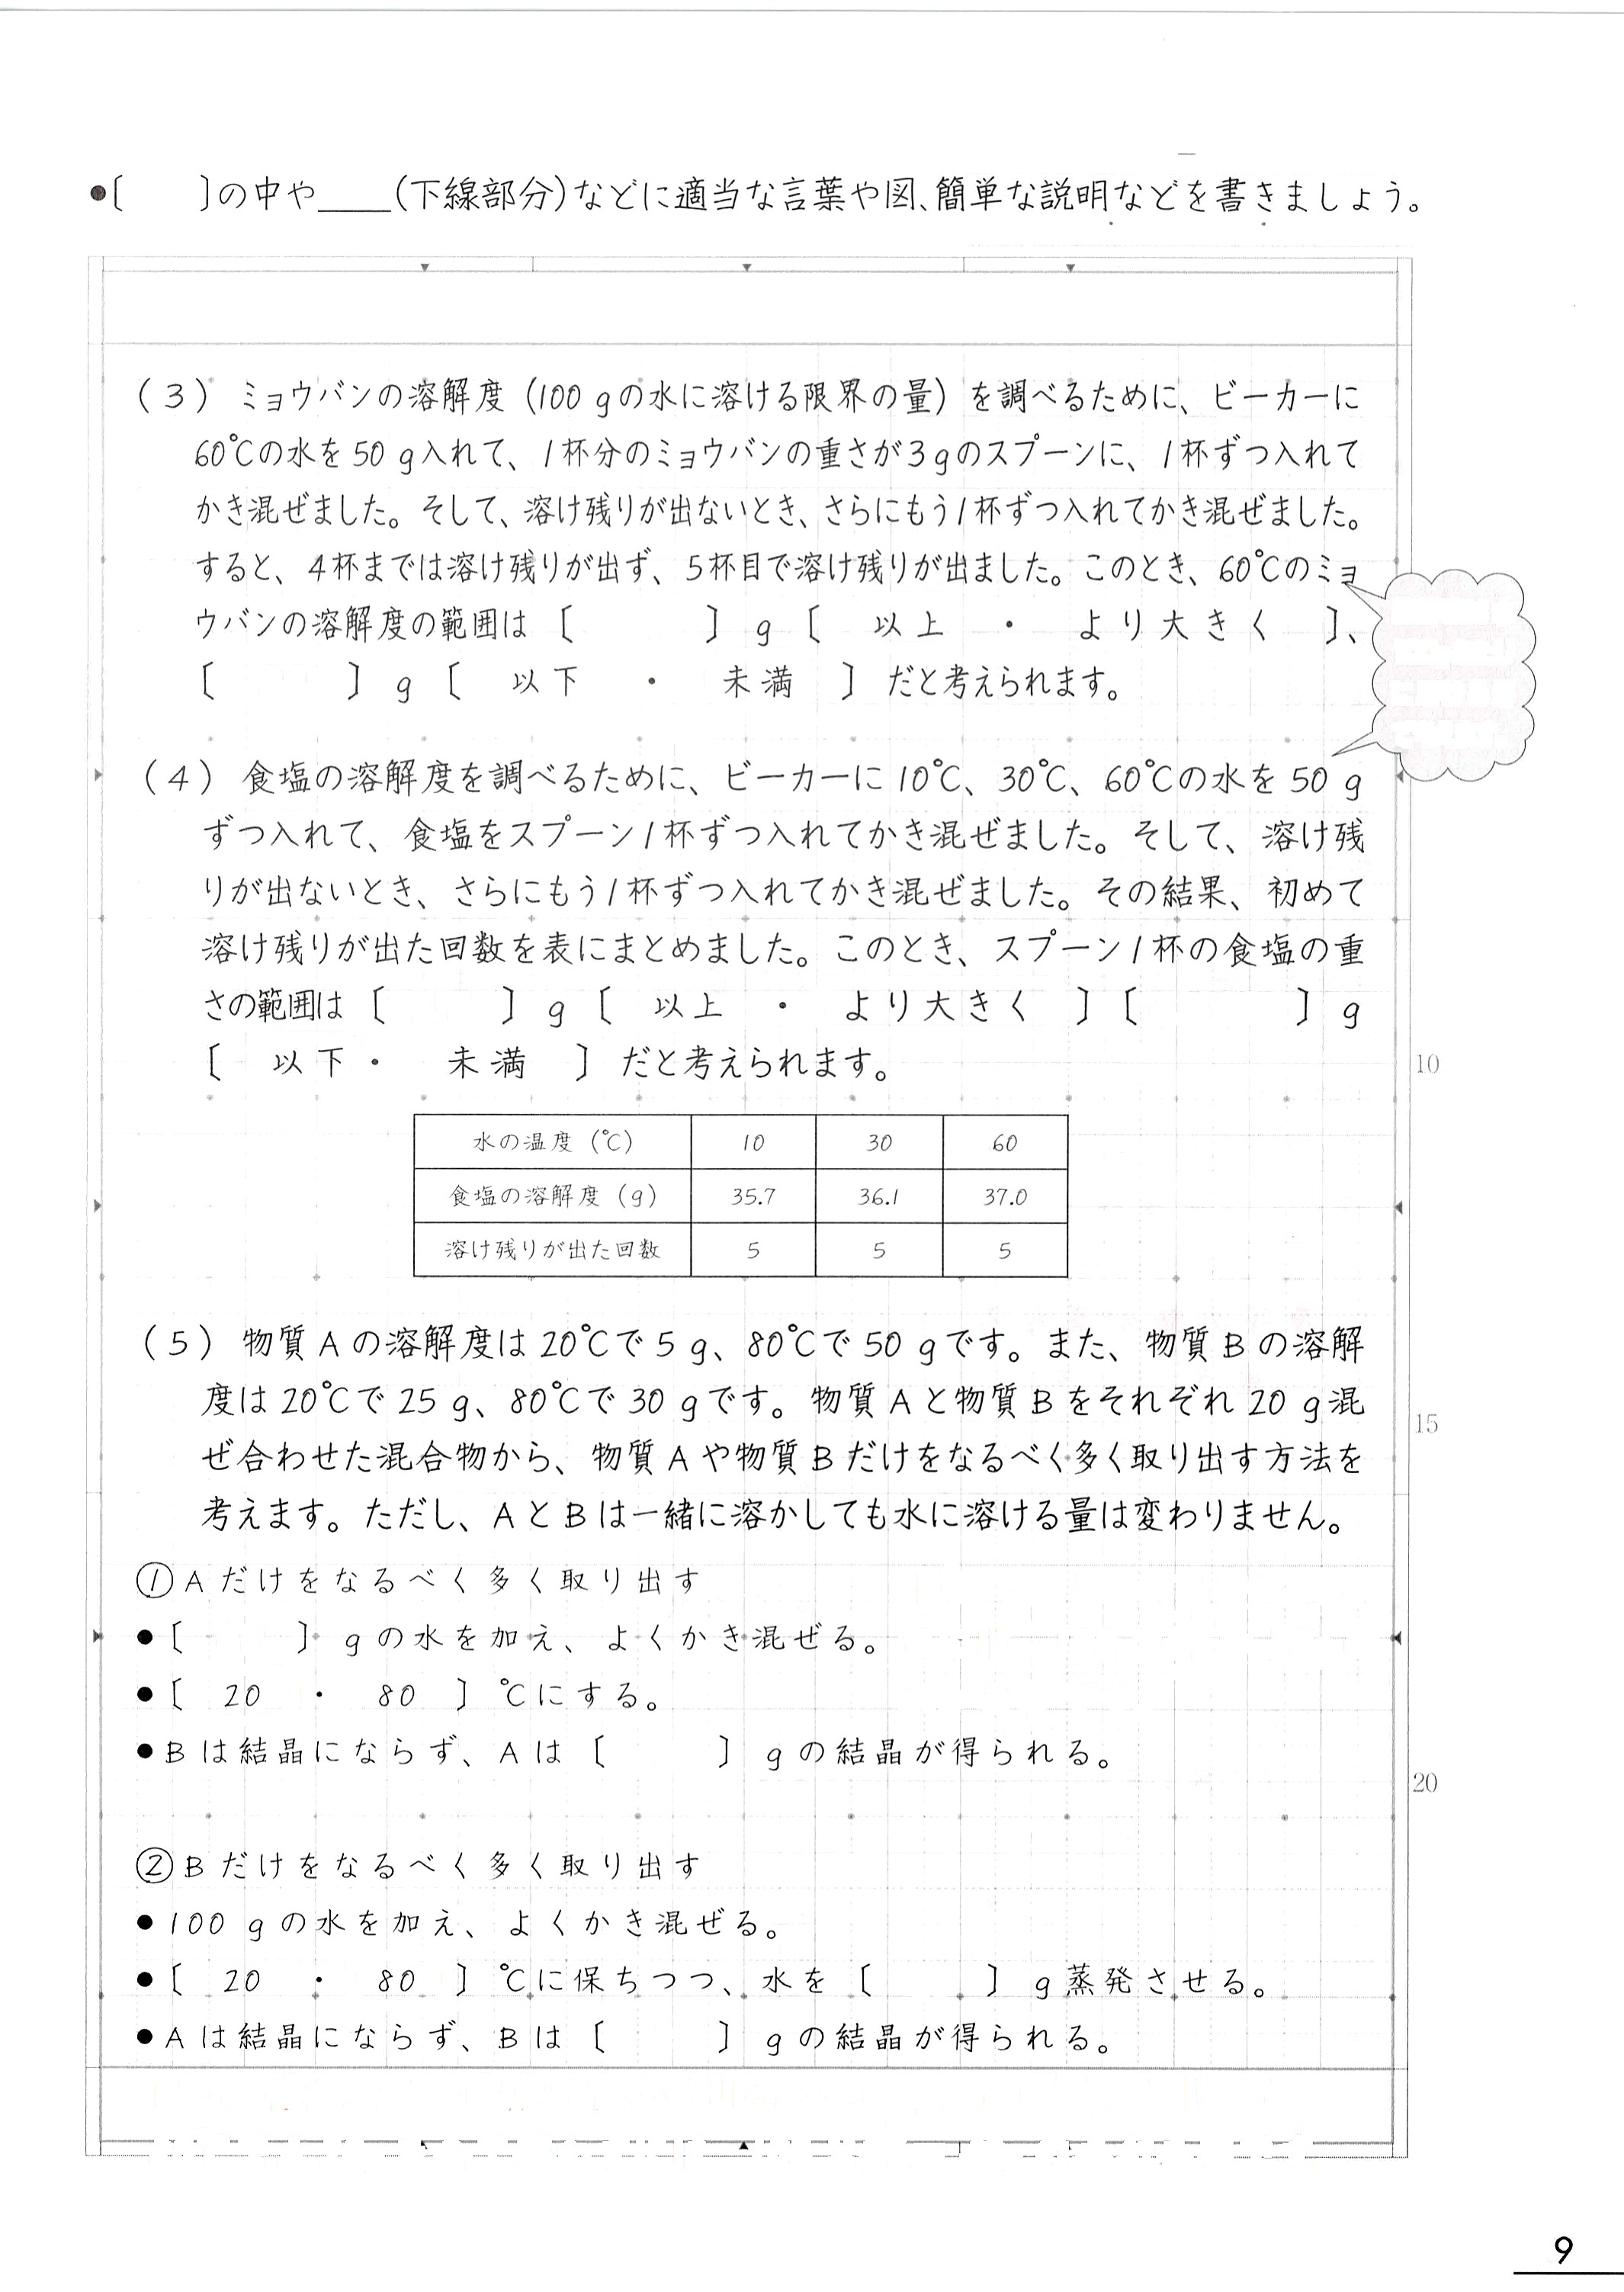 ●〔　　〕の中や＿＿(下線部分)などに適当な言葉や図、簡単な説明などを書きましょう。
(3) ミョウバンの溶解度(100gの水に溶ける限界の量)を調べるために、ビーカーに
60℃の水を50g入れて、1杯分のミョウバンの重さが3gのスプーンに、1杯ずつ入れて
かき混ぜました。そして、溶け残りが出ないとき、さらにもう1杯ずつ入れてかき混ぜました。
すると、4杯までは溶け残りが出ず、5杯目で溶け残りが出ました。このとき、60℃のミョ
ウバンの溶解度の範囲は〔　　〕g〔 以上 ・ より大きく 〕、
〔　　〕g〔 以下 ・ 未満 〕だと考えられます。
(4) 食塩の溶解度を調べるために、ビーカーに10℃、30℃、60℃の水を50g
ずつ入れて、食塩をスプーン1杯ずつ入れてかき混ぜました。そして、溶け残
りが出ないとき、さらにもう1杯ずつ入れてかき混ぜました。その結果、初めて
溶け残りが出た回数を表にまとめました。このとき、スプーン1杯の食塩の重
さの範囲は〔　　〕g〔 以上 ・ より大きく 〕〔　　〕g
〔 以下・ 未満 〕だと考えられます。
10
水の温度(℃) 10 30 60
食塩の溶解度(g) 35.7 36.1 37.0
溶け残りが出た回数 5 5 5
(5) 物質Aの溶解度は20℃で5g、80℃で50gです。また、物質Bの溶解
度は20℃で25g、80℃で30gです。物質Aと物質Bをそれぞれ20g混
15
ぜ合わせた混合物から、物質Aや物質Bだけをなるべく多く取り出す方法を
考えます。ただし、AとBは一緒に溶かしても水に溶ける量は変わりません。
①Aだけをなるべく多く取り出す
●〔　　〕gの水を加え、よくかき混ぜる。
●〔 20 ・ 80 〕℃にする。
●Bは結晶にならず、Aは〔　　〕gの結晶が得られる。
20
②Bだけをなるべく多く取り出す
●100gの水を加え、よくかき混ぜる。
●〔 20 ・ 80 〕℃に保ちつつ、水を〔　　〕g蒸発させる。
●Aは結晶にならず、Bは〔　　〕gの結晶が得られる。
9